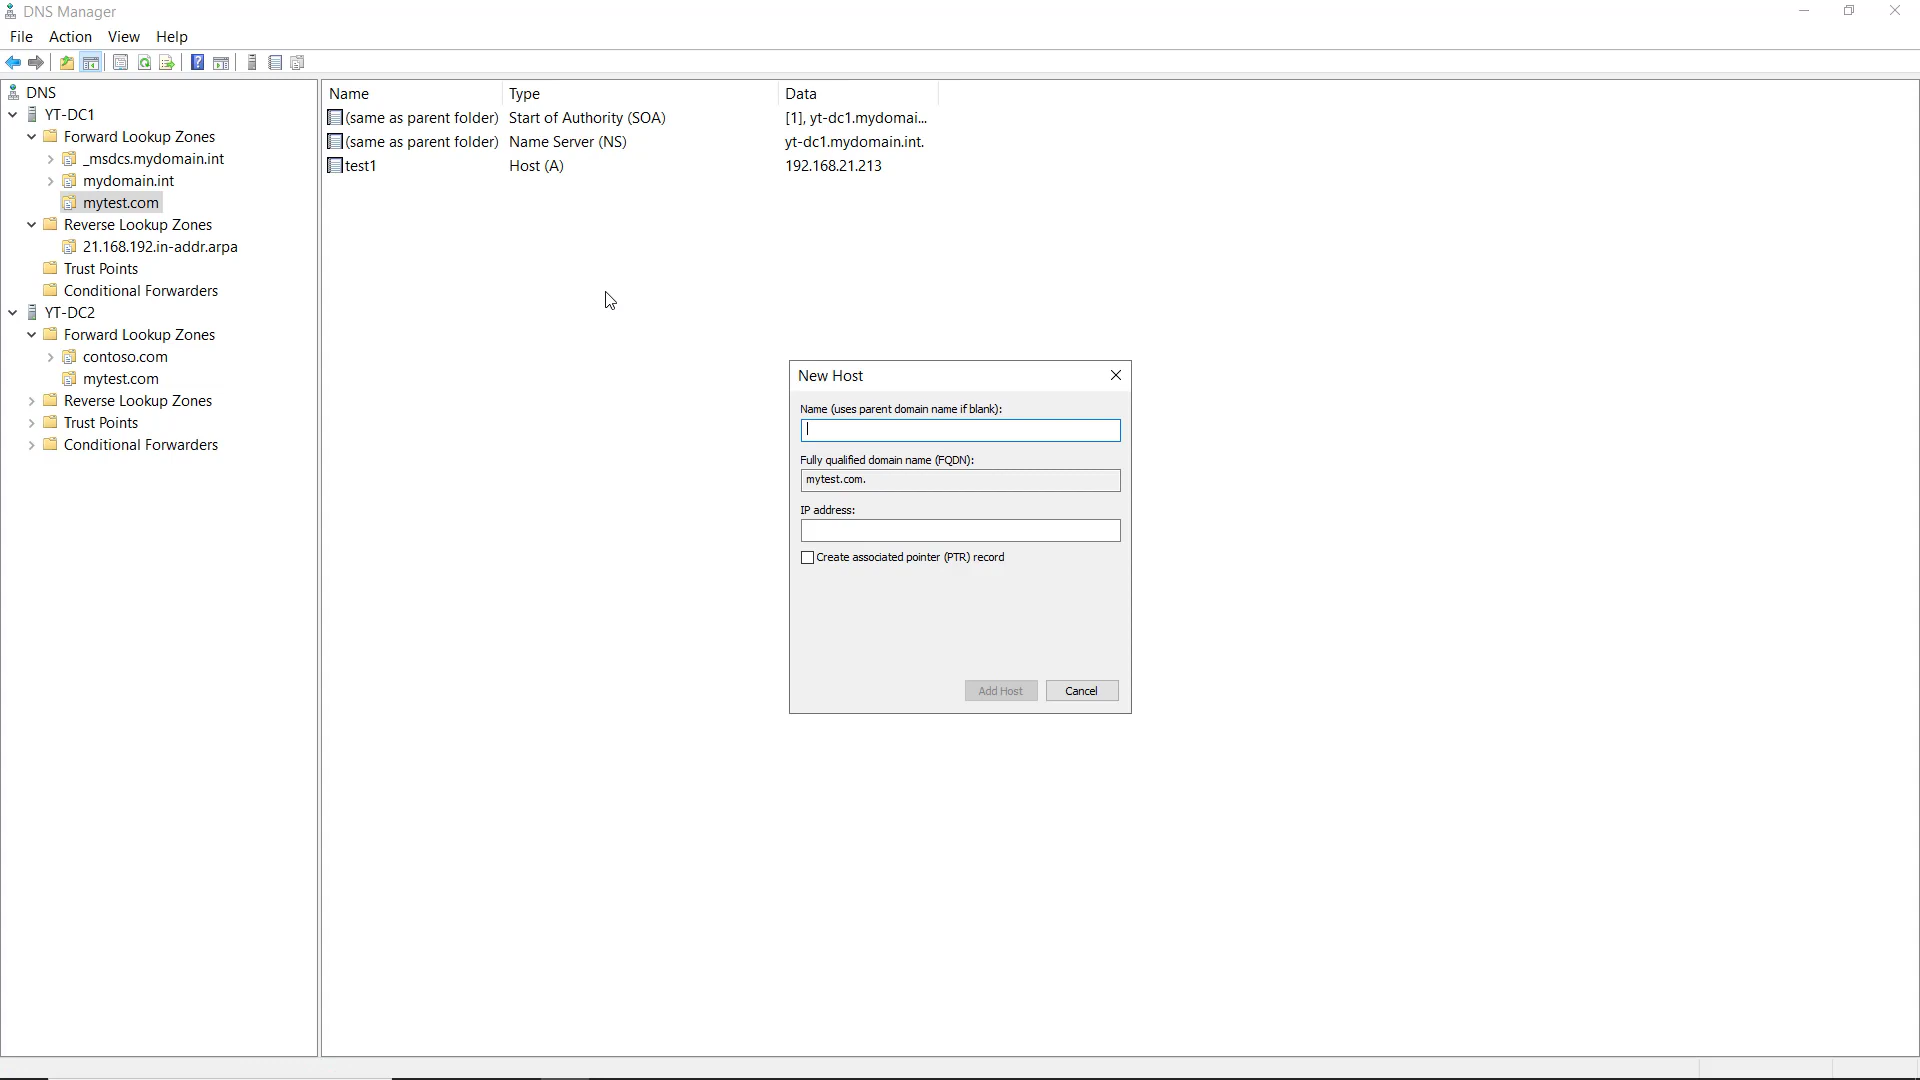 DNS Manager
File Action View Help
DNS
YT-DC1
Forward Lookup Zones
_msdcs.mydomain.int
mydomain.int
mytest.com
Reverse Lookup Zones
21.168.192.in-addr.arpa
Trust Points
Conditional Forwarders
YT-DC2
Forward Lookup Zones
contoso.com
mytest.com
Reverse Lookup Zones
Trust Points
Conditional Forwarders
Name Type Data
(same as parent folder) Start of Authority (SOA) [1], yt-dc1.mydomai...
(same as parent folder) Name Server (NS) yt-dc1.mydomain.int.
test1 Host (A) 192.168.21.213
New Host
Name (uses parent domain name if blank):
Fully qualified domain name (FQDN):
mytest.com.
IP address:
Create associated pointer (PTR) record
Add Host Cancel